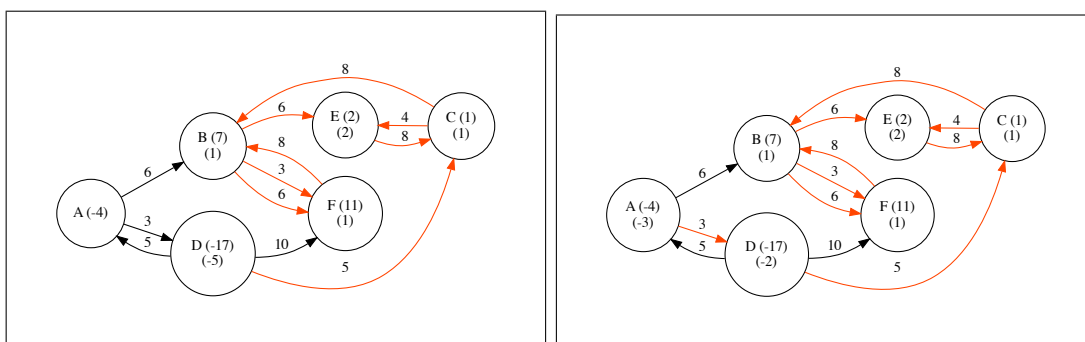 8
6
E (2)
(2)
4
8
C (1)
(1)
B (7)
(1)
8
3
6
6
A (-4)
3
5
F (11)
(1)
D (-17)
(-5)
10
5
8
6
E (2)
(2)
4
8
C (1)
(1)
B (7)
(1)
8
3
6
6
A (-4)
(-3)
3
5
F (11)
(1)
D (-17)
(-2)
10
5